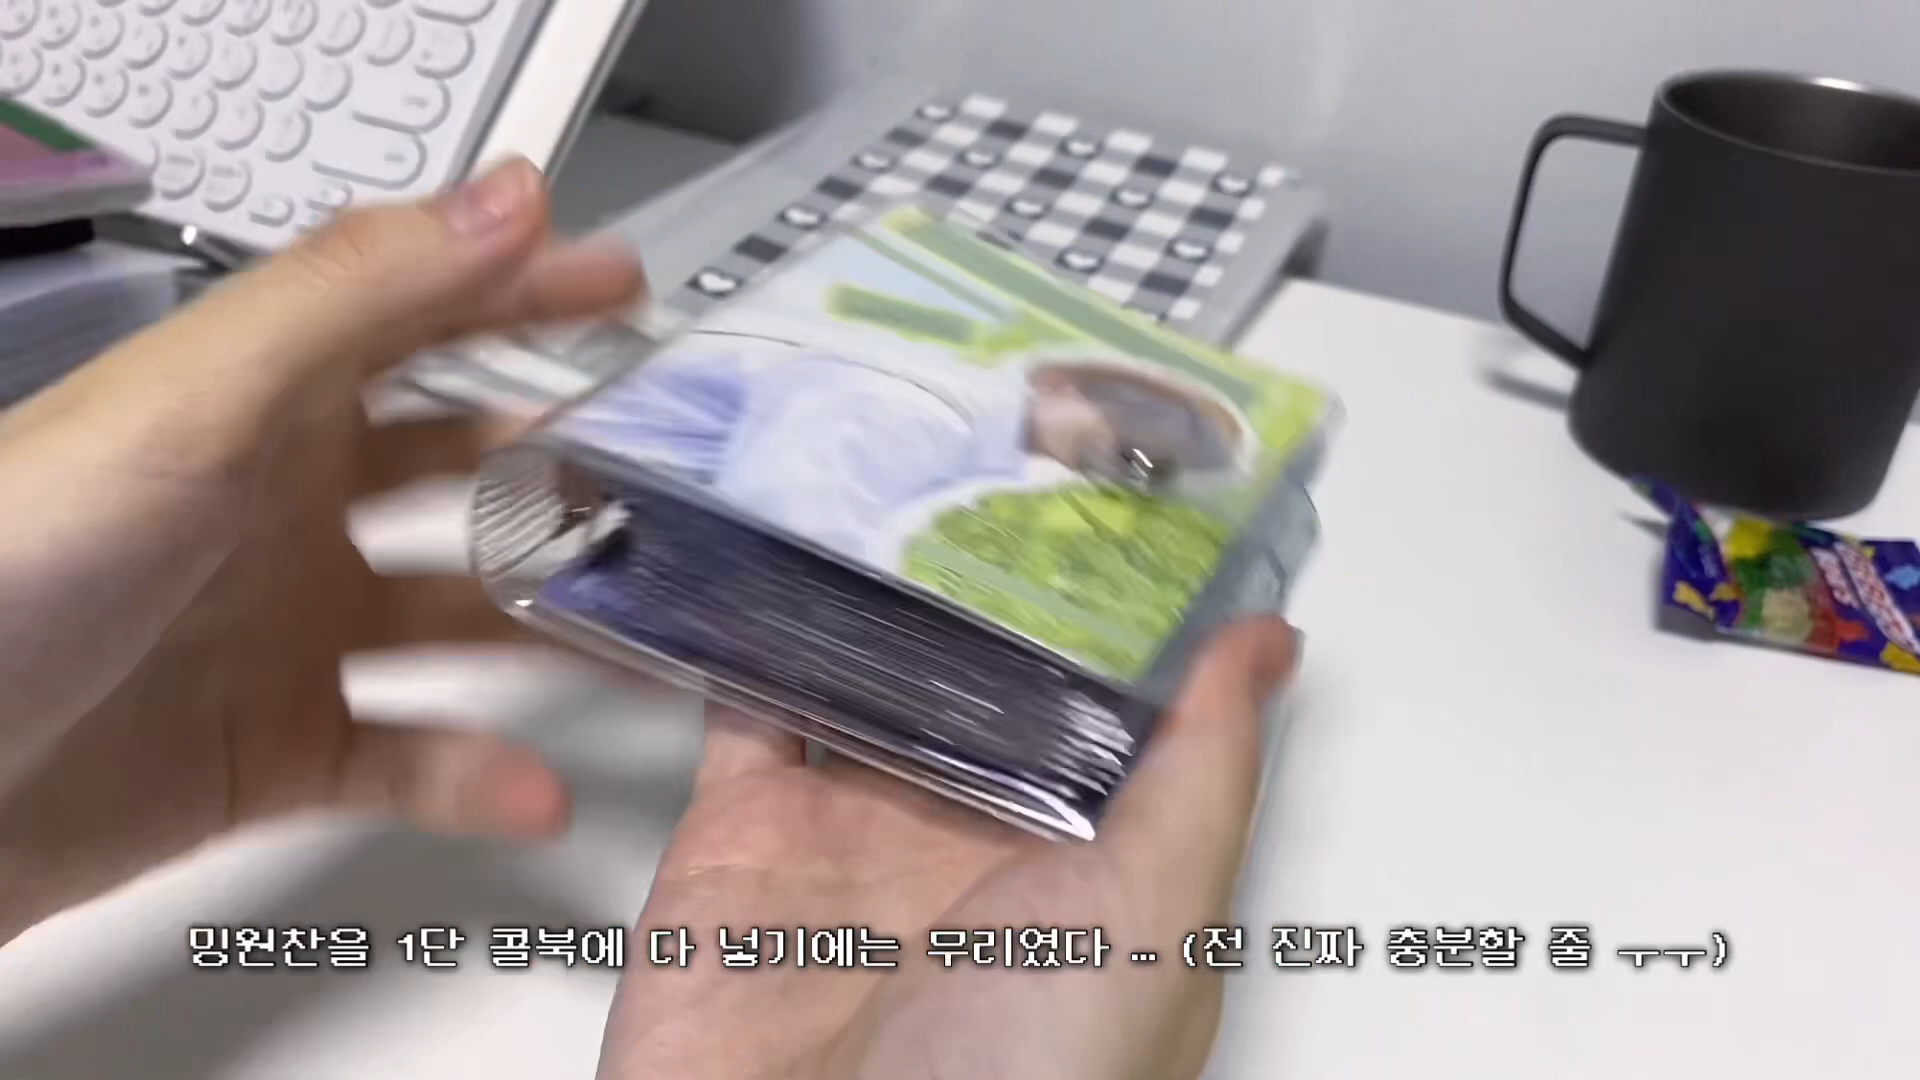 밍원찬을 1단 콜북에 다 넣기에는 무리였다 ... (전 진짜 충분할 줄 ㅜㅜ)